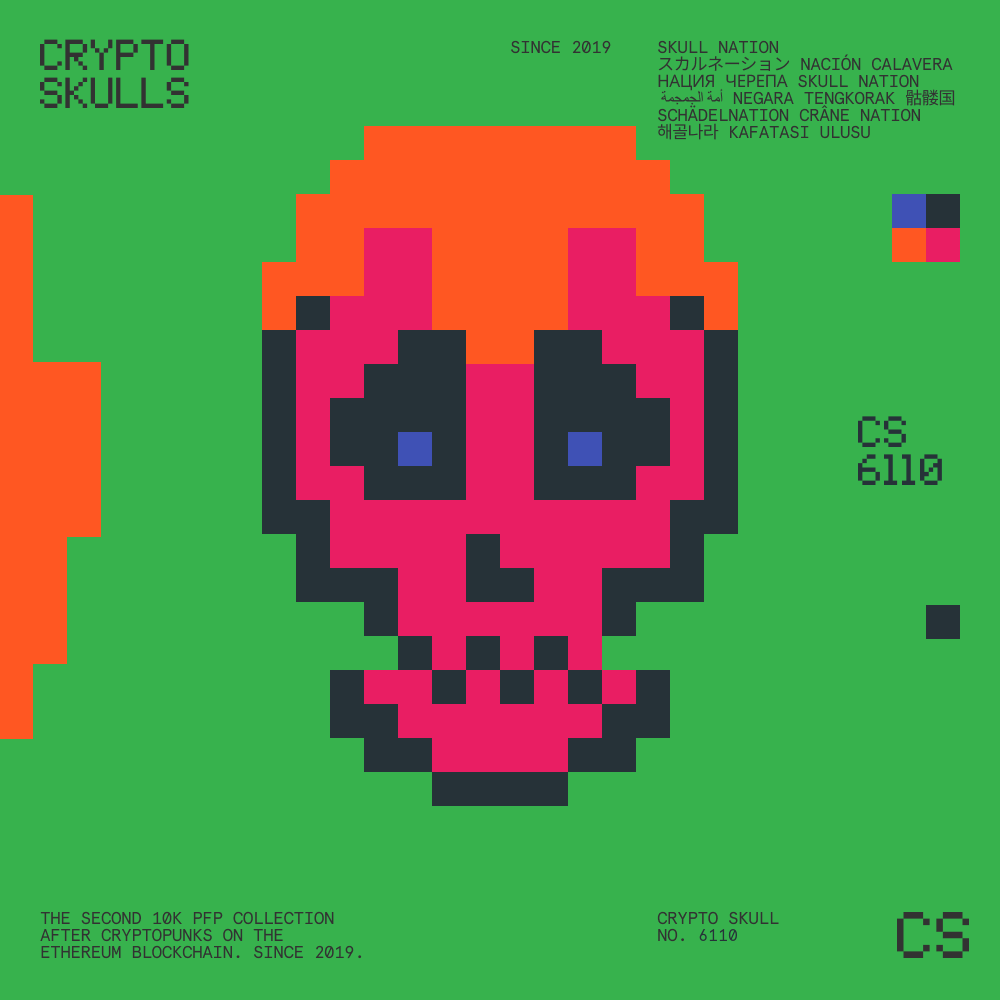 CRYPTO
SKULLS
SINCE 2019
SKULL NATION
スカルネーション NACIÓN CALAVERA
НАЦИЯ ЧЕРЕПА SKULL NATION
أمة الجمجمة NEGARA TENGKORAK 骷髏国
SCHÄDELNATION CRÂNE NATION
해골나라 KAFATASI ULUSU
CS
6110
THE SECOND 10K PFP COLLECTION
AFTER CRYPTOPUNKS ON THE
ETHEREUM BLOCKCHAIN. SINCE 2019.
CRYPTO SKULL
NO. 6110
CS